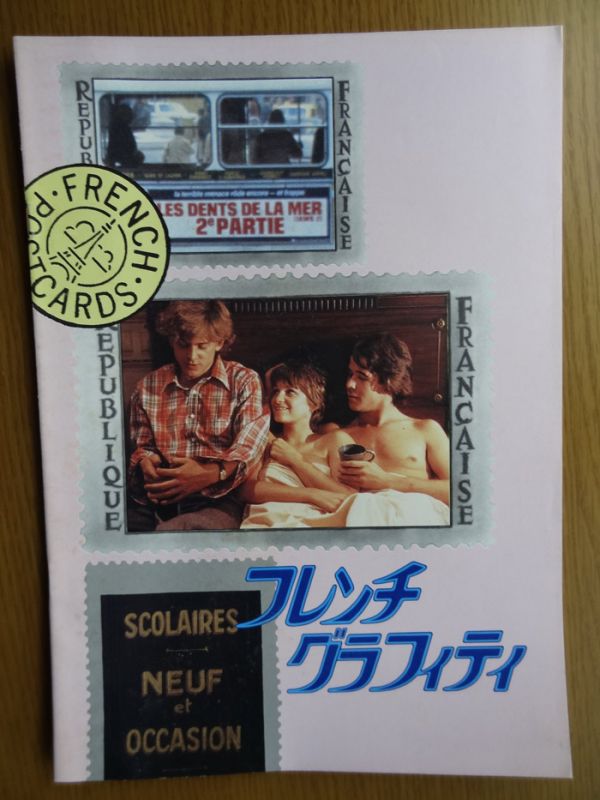 REPUB
FRANÇAISE
LES DENTS DE LA MER
2e PARTIE
• FRENCH •
POSTCARDS
REPUBLIQUE
FRANÇAISE
SCOLAIRES
NEUF
et
OCCASION
フレンチ
グラフィティ